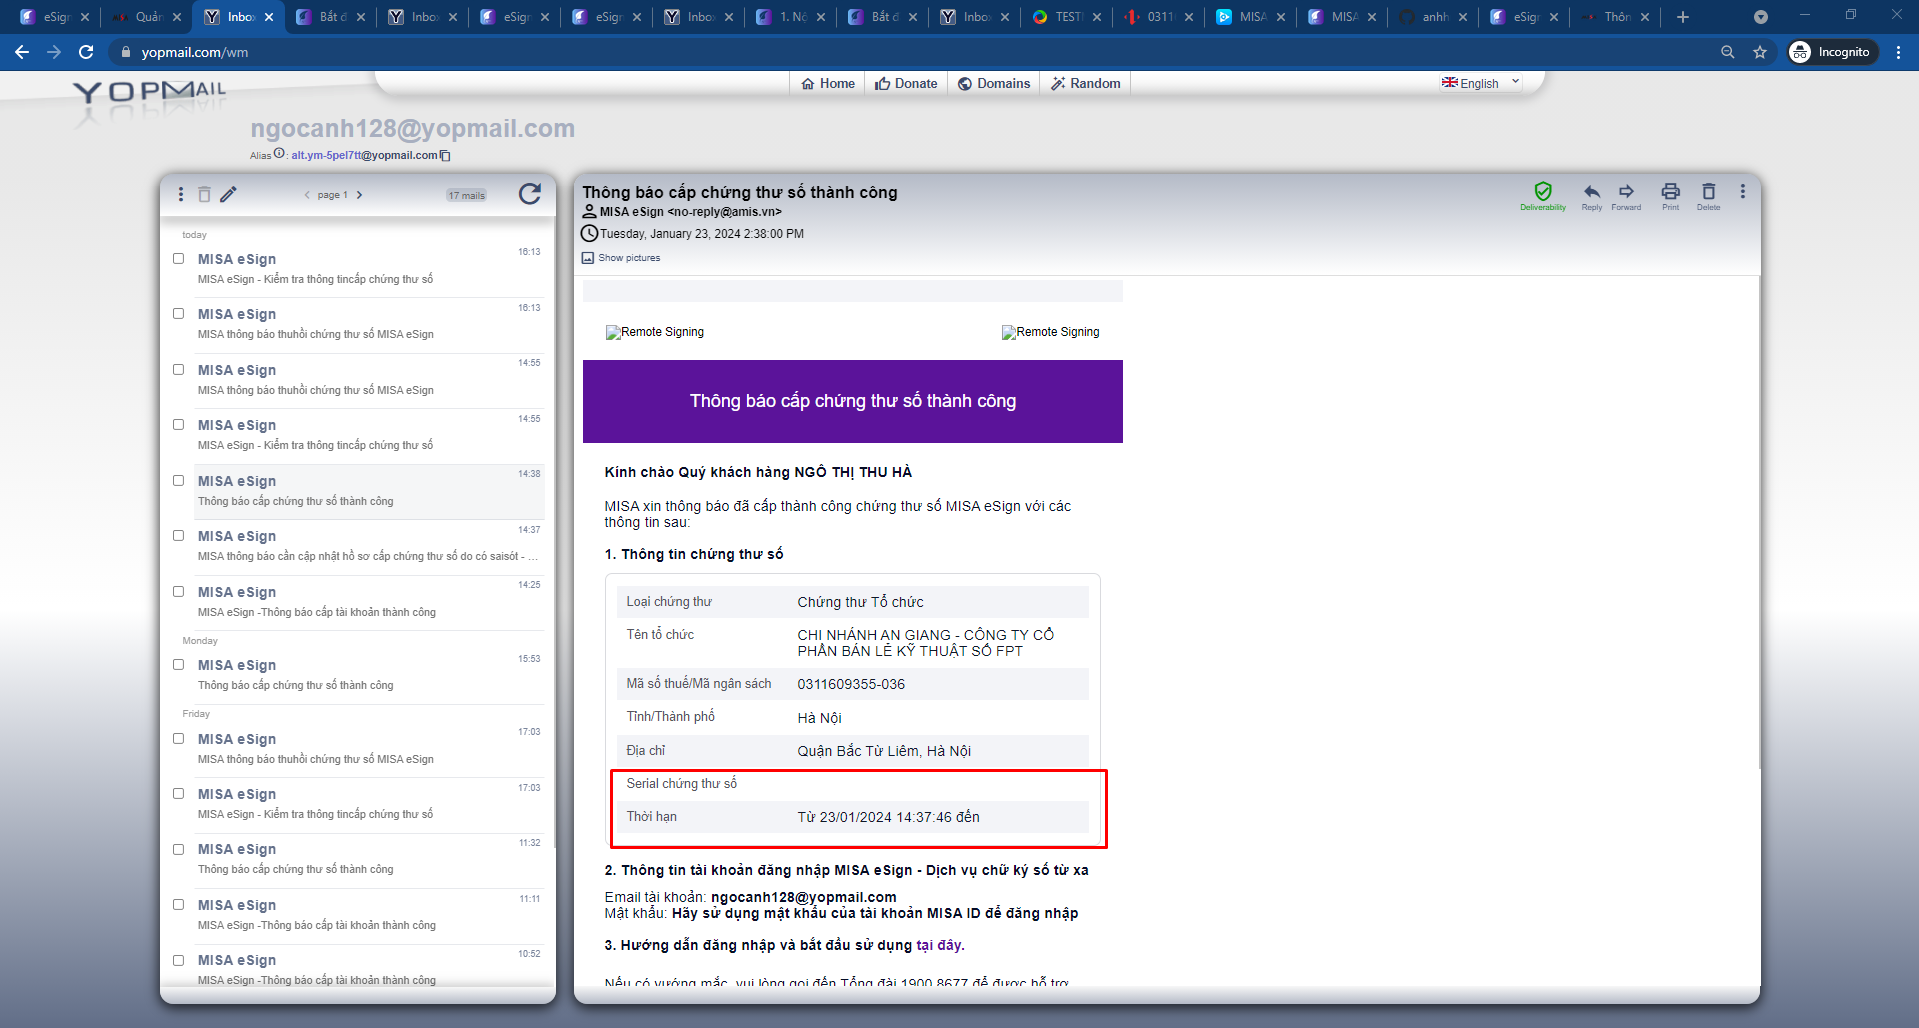 eSign
Quản
Inbox
Bắt đ
Inbox
eSign
eSign
Inbox
1. Nộ
Bắt đ
Inbox
TESTI
0311
MISA
MISA
anhh
eSign
Thôn
yopmail.com/wm
Incognito
YOPMAIL
Home
Donate
Domains
Random
English
ngocanh128@yopmail.com
Alias : alt.ym-5pel7tt@yopmail.com
page 1
17 mails
today
MISA eSign 16:13
MISA eSign - Kiểm tra thông tincấp chứng thư số
MISA eSign 16:13
MISA thông báo thuhồi chứng thư số MISA eSign
MISA eSign 14:55
MISA thông báo thuhồi chứng thư số MISA eSign
MISA eSign 14:55
MISA eSign - Kiểm tra thông tincấp chứng thư số
MISA eSign 14:38
Thông báo cấp chứng thư số thành công
MISA eSign 14:37
MISA thông báo cần cập nhật hồ sơ cấp chứng thư số do có saisót - ...
MISA eSign 14:25
MISA eSign -Thông báo cấp tài khoản thành công
Monday
MISA eSign 15:53
Thông báo cấp chứng thư số thành công
Friday
MISA eSign 17:03
MISA thông báo thuhồi chứng thư số MISA eSign
MISA eSign 17:03
MISA eSign - Kiểm tra thông tincấp chứng thư số
MISA eSign 11:32
Thông báo cấp chứng thư số thành công
MISA eSign 11:11
MISA eSign -Thông báo cấp tài khoản thành công
MISA eSign 10:52
MISA eSign -Thông báo cấp tài khoản thành công
Thông báo cấp chứng thư số thành công
MISA eSign <no-reply@amis.vn>
Tuesday, January 23, 2024 2:38:00 PM
Show pictures
Deliverability
Reply
Forward
Print
Delete
Remote Signing
Remote Signing
Thông báo cấp chứng thư số thành công
Kính chào Quý khách hàng NGÔ THỊ THU HÀ
MISA xin thông báo đã cấp thành công chứng thư số MISA eSign với các
thông tin sau:
1. Thông tin chứng thư số
Loại chứng thư Chứng thư Tổ chức
Tên tổ chức CHI NHÁNH AN GIANG - CÔNG TY CỔ
PHẦN BÁN LẺ KỸ THUẬT SỐ FPT
Mã số thuế/Mã ngân sách 0311609355-036
Tỉnh/Thành phố Hà Nội
Địa chỉ Quận Bắc Từ Liêm, Hà Nội
Serial chứng thư số
Thời hạn Từ 23/01/2024 14:37:46 đến
2. Thông tin tài khoản đăng nhập MISA eSign - Dịch vụ chữ ký số từ xa
Email tài khoản: ngocanh128@yopmail.com
Mật khẩu: Hãy sử dụng mật khẩu của tài khoản MISA ID để đăng nhập
3. Hướng dẫn đăng nhập và bắt đầu sử dụng tại đây.
Nếu có vướng mắc, vui lòng gọi đến Tổng đài 1900 8677 để được hỗ trợ